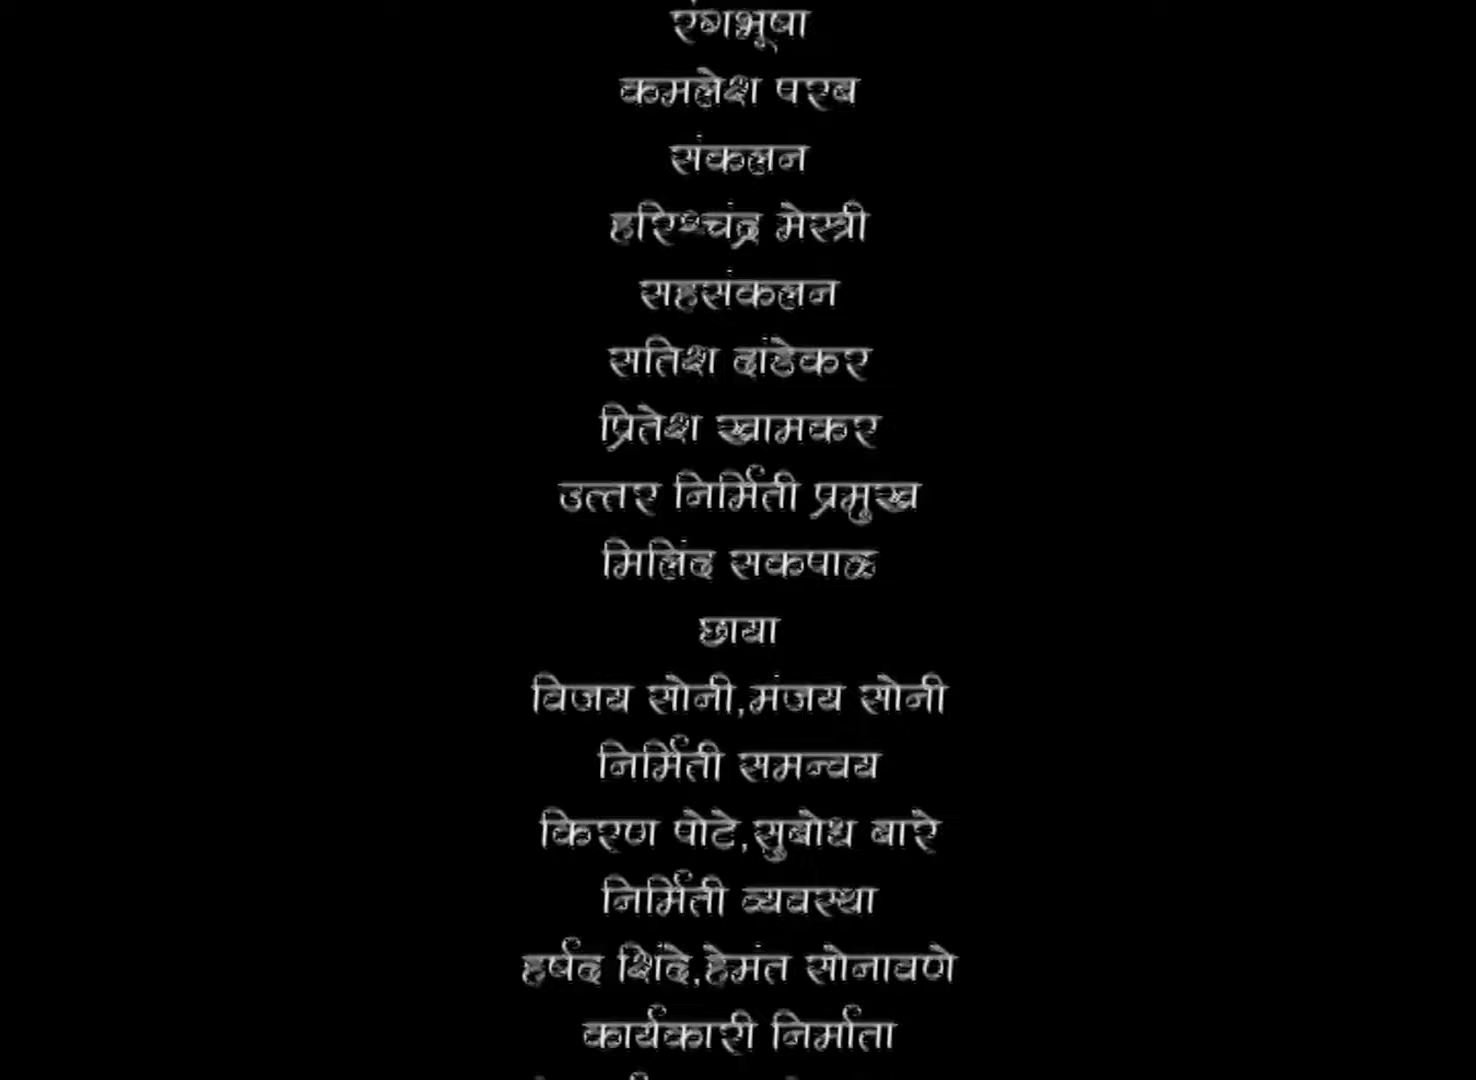 रंगभूषा
कमलेश परब
संकलन
हरिश्चंद्र मेस्त्री
सहसंकलन
सतिश दांडेकर
प्रितेश खामकर
उत्तर निर्मिती प्रमुख
मिलिंद सकपाळ
छाया
विजय सोनी,मंजय सोनी
निर्मिती समन्वय
किरण पोटे,सुबोध बारे
निर्मिती व्यवस्था
हर्षद शिंदे,हेमंत सोनावणे
कार्यकारी निर्माता